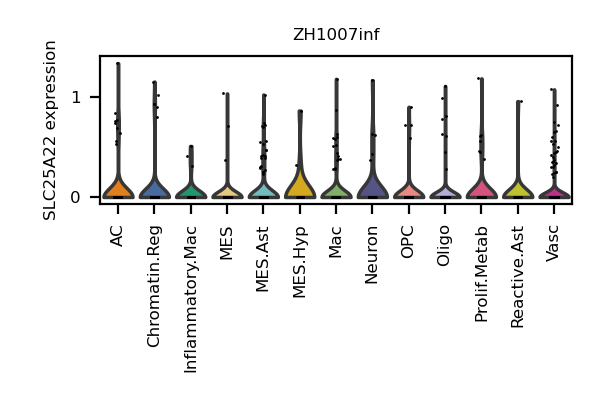 ZH1007inf
SLC25A22 expression
1
0
AC
Chromatin.Reg
Inflammatory.Mac
MES
MES.Ast
MES.Hyp
Mac
Neuron
OPC
Oligo
Prolif.Metab
Reactive.Ast
Vasc